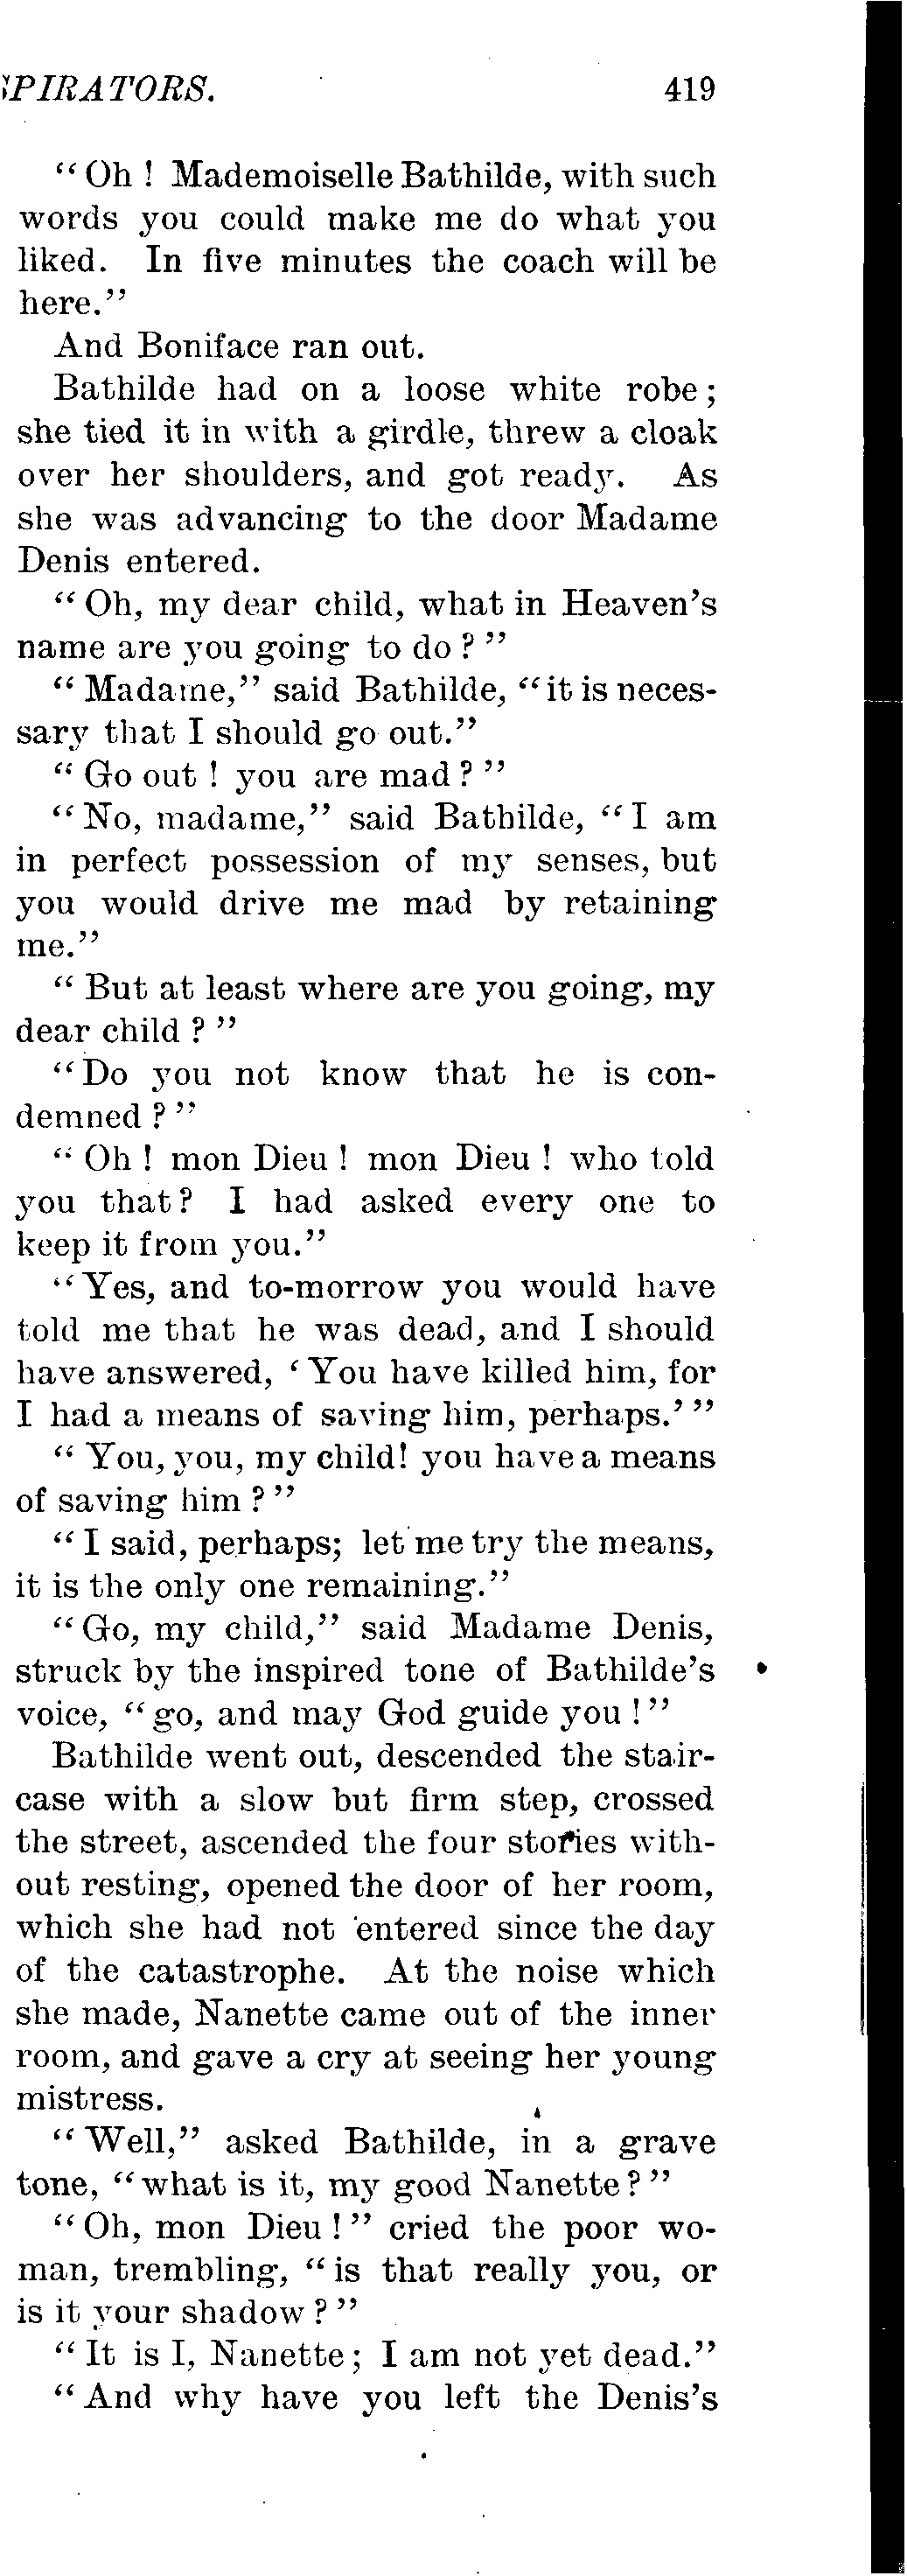 SPIRATORS. 419
"Oh! Mademoiselle Bathilde, with such
words you could make me do what you
liked. In five minutes the coach will be
here."
And Boniface ran out.
Bathilde had on a loose white robe;
she tied it in with a girdle, threw a cloak
over her shoulders, and got ready. As
she was advancing to the door Madame
Denis entered.
"Oh, my dear child, what in Heaven's
name are you going to do?"
"Madame," said Bathilde, "it is neces-
sary that I should go out."
"Go out! you are mad?"
"No, madame," said Bathilde, "I am
in perfect possession of my senses, but
you would drive me mad by retaining
me."
"But at least where are you going, my
dear child?"
"Do you not know that he is con-
demned?"
"Oh! mon Dieu! mon Dieu! who told
you that? I had asked every one to
keep it from you."
"Yes, and to-morrow you would have
told me that he was dead, and I should
have answered, 'You have killed him, for
I had a means of saving him, perhaps.'"
"You, you, my child! you have a means
of saving him?"
"I said, perhaps; let me try the means,
it is the only one remaining."
"Go, my child," said Madame Denis,
struck by the inspired tone of Bathilde's
voice, "go, and may God guide you!"
Bathilde went out, descended the stair-
case with a slow but firm step, crossed
the street, ascended the four stories with-
out resting, opened the door of her room,
which she had not entered since the day
of the catastrophe. At the noise which
she made, Nanette came out of the inner
room, and gave a cry at seeing her young
mistress.
"Well," asked Bathilde, in a grave
tone, "what is it, my good Nanette?"
"Oh, mon Dieu!" cried the poor wo-
man, trembling, "is that really you, or
is it your shadow?"
"It is I, Nanette; I am not yet dead."
"And why have you left the Denis's